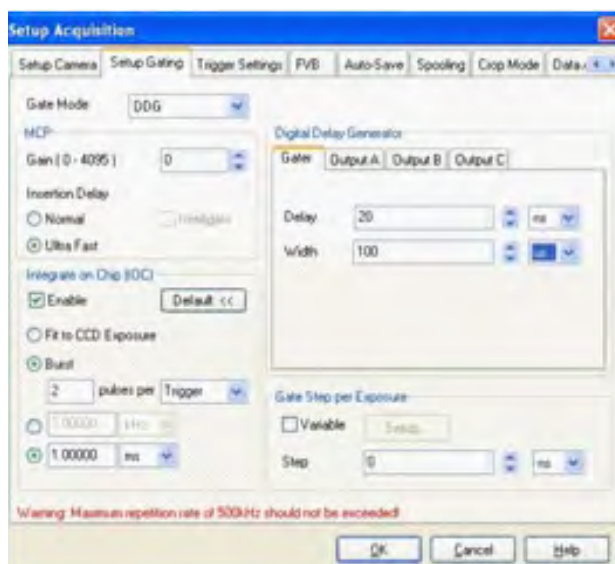 Setup Acquisition
Setup Camera Setup Gating Trigger Settings FVB Auto-Save Spooling Crop Mode Data
Gate Mode DDG
MCP
Gain ( 0 - 4095 ) 0
Insertion Delay
Normal Intelligate
Ultra Fast
Integrate on Chip (IOC)
Enable Default <<
Fit to CCD Exposure
Burst
2 pulses per Trigger
1.00000 kHz
1.00000 ms
Digital Delay Generator
Gater Output A Output B Output C
Delay 20 ns
Width 100
Gate Step per Exposure
Variable Setup...
Step 0 ns
Warning: Maximum repetition rate of 500kHz should not be exceeded!
OK Cancel Help